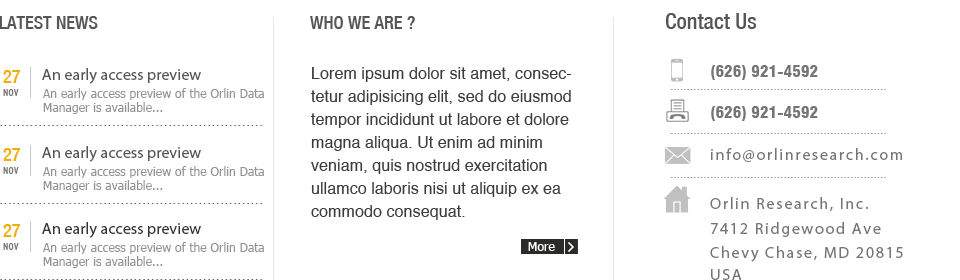 LATEST NEWS
27
NOV
An early access preview
An early access preview of the Orlin Data
Manager is available...
27
NOV
An early access preview
An early access preview of the Orlin Data
Manager is available...
27
NOV
An early access preview
An early access preview of the Orlin Data
Manager is available...
WHO WE ARE ?
Lorem ipsum dolor sit amet, consec-
tetur adipisicing elit, sed do eiusmod
tempor incididunt ut labore et dolore
magna aliqua. Ut enim ad minim
veniam, quis nostrud exercitation
ullamco laboris nisi ut aliquip ex ea
commodo consequat.
More
Contact Us
(626) 921-4592
(626) 921-4592
info@orlinresearch.com
Orlin Research, Inc.
7412 Ridgewood Ave
Chevy Chase, MD 20815
USA